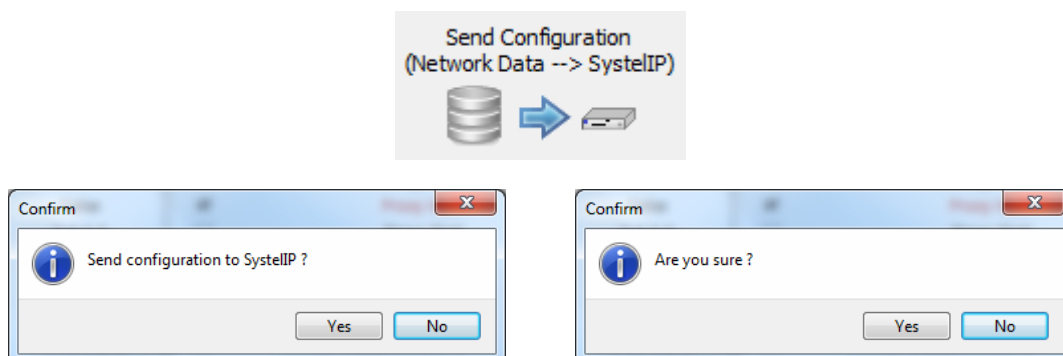 Send Configuration
(Network Data --> SystelIP)
Confirm
Send configuration to SystelIP ?
Yes
No
Confirm
Are you sure ?
Yes
No